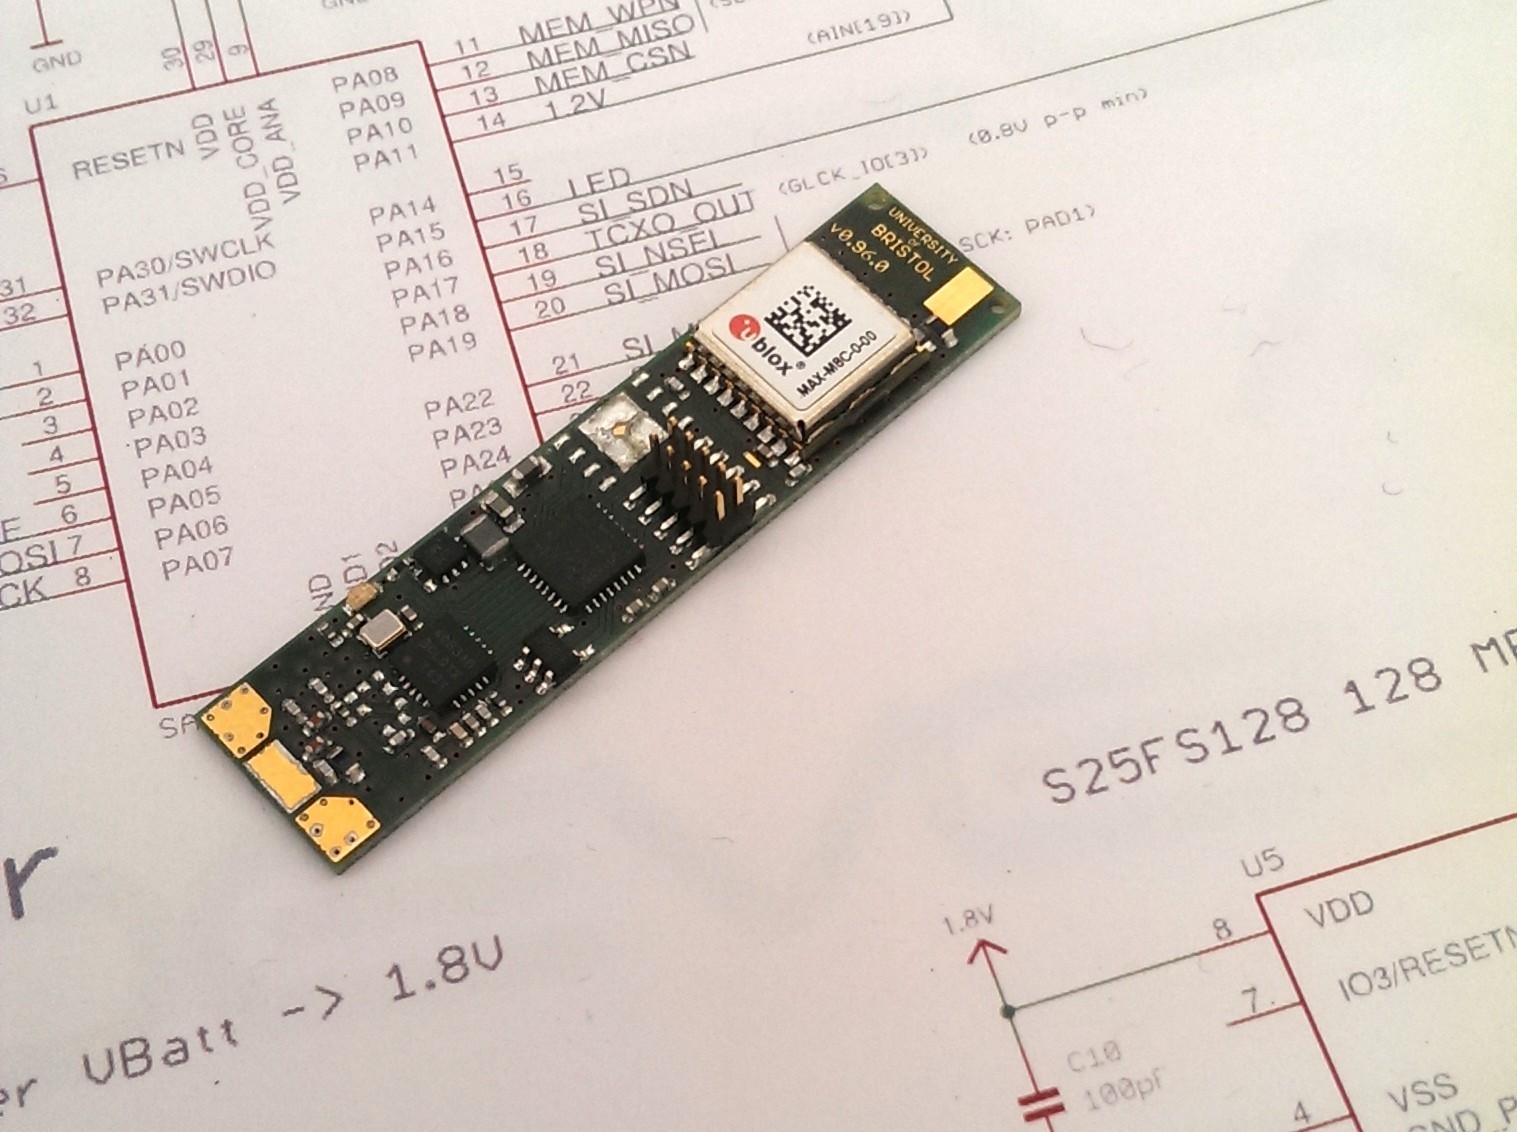 GND
30
29
9
U1
RESETN
VDD
VDD_CORE
VDD_ANA
PA08
PA09
PA10
PA11
PA14
PA15
PA16
PA17
PA18
PA19
PA22
PA23
PA24
PA30/SWCLK
PA31/SWDIO
PA00
PA01
PA02
PA03
PA04
PA05
PA06
PA07
31
32
1
2
3
4
5
6
7
8
11 MEM_WPN
12 MEM_MISO
13 MEM_CSN
14 1.2V
15
16 LED
17 SI_SDN
18 TCXO_OUT
19 SI_NSEL
20 SI_MOSI
21
22
(AIN[19])
(0.8V p-p min)
(GLCK_IO[3])
SCK: PAD1)
UNIVERSITY
OF
BRISTOL
v0.96.0
ublox®
MAX-M8C-0-00
VBatt -> 1.8V
S25FS128 128
U5
1.8V
8
VDD
7
IO3/RESETN
C10
100pF
4
VSS